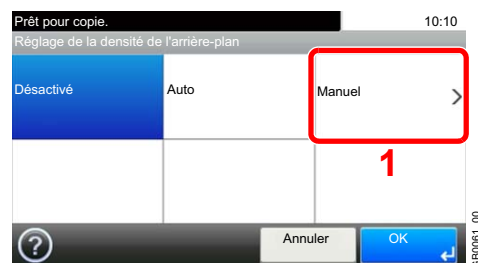 Prêt pour copie. 10:10
Réglage de la densité de l'arrière-plan
Désactivé Auto Manuel
1
? Annuler OK